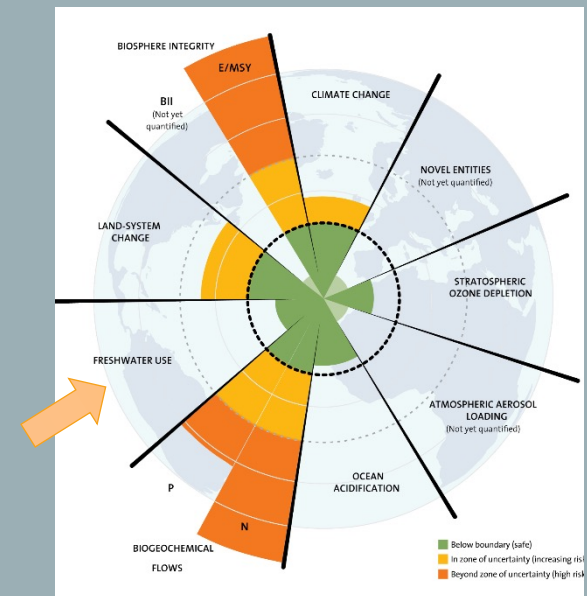 BIOSPHERE INTEGRITY
E/MSY
CLIMATE CHANGE
BII
(Not yet
quantified)
NOVEL ENTITIES
(Not yet quantified)
LAND-SYSTEM
CHANGE
STRATOSPHERIC
OZONE DEPLETION
FRESHWATER USE
ATMOSPHERIC AEROSOL
LOADING
(Not yet quantified)
P
OCEAN
ACIDIFICATION
N
BIOGEOCHEMICAL
FLOWS
Below boundary (safe)
In zone of uncertainty (increasing ris
Beyond zone of uncertainty (high risk